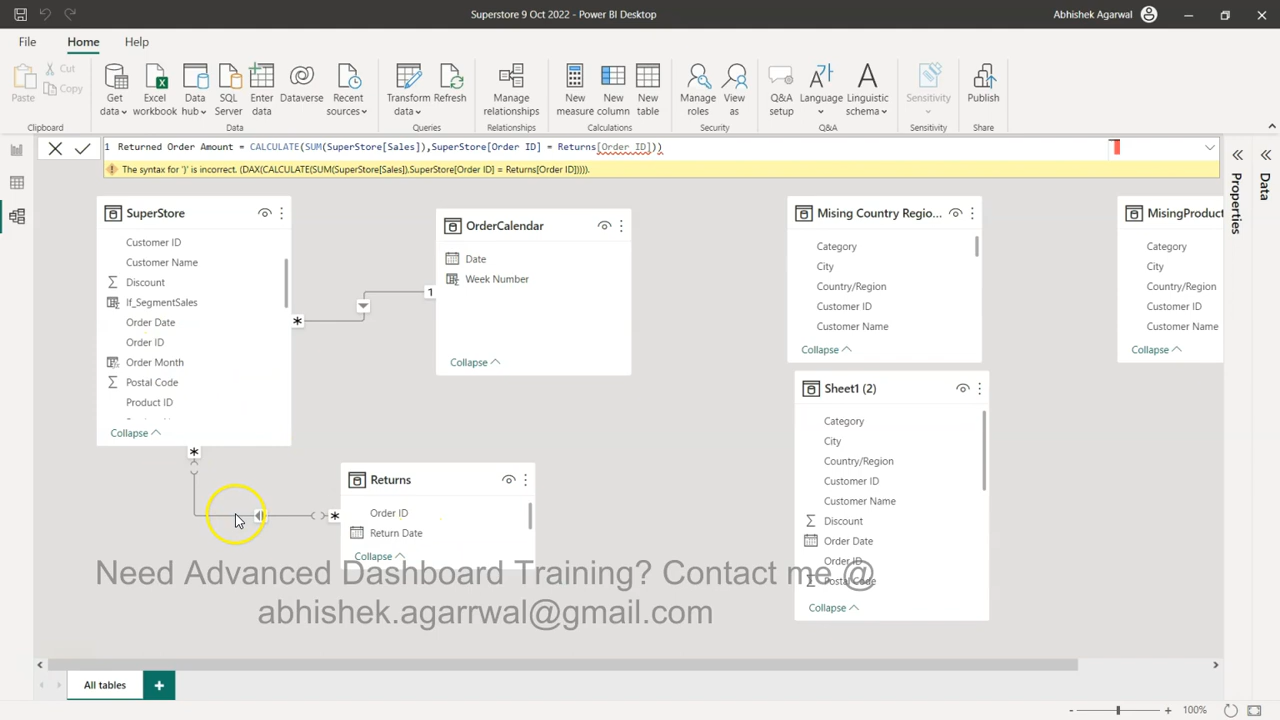 Superstore 9 Oct 2022 - Power BI Desktop
Abhishek Agarwal
File
Home
Help
Paste
Cut
Copy
Get data
Excel workbook
Data hub
SQL Server
Enter data
Dataverse
Recent sources
Transform data
Refresh
Manage relationships
New measure
New column
New table
Manage roles
View as
Q&A setup
Language
Linguistic schema
Sensitivity
Publish
Clipboard
Data
Queries
Relationships
Calculations
Security
Q&A
Sensitivity
Share
1 Returned Order Amount = CALCULATE(SUM(SuperStore[Sales]),SuperStore[Order ID] = Returns[Order ID]))
The syntax for ')' is incorrect. (DAX(CALCULATE(SUM(SuperStore[Sales]).SuperStore[Order ID] = Returns[Order ID])))).
SuperStore
Customer ID
Customer Name
Discount
If_SegmentSales
Order Date
Order ID
Order Month
Postal Code
Product ID
Collapse
OrderCalendar
Date
Week Number
Collapse
1
*
Mising Country Regio...
Category
City
Country/Region
Customer ID
Customer Name
Collapse
MisingProduct
Category
City
Country/Region
Customer ID
Customer Name
Collapse
Properties
Data
Sheet1 (2)
Category
City
Country/Region
Customer ID
Customer Name
Discount
Order Date
Order ID
Postal Code
Collapse
*
*
Returns
Order ID
Return Date
Collapse
Need Advanced Dashboard Training? Contact me @
abhishek.agarrwal@gmail.com
All tables
100%